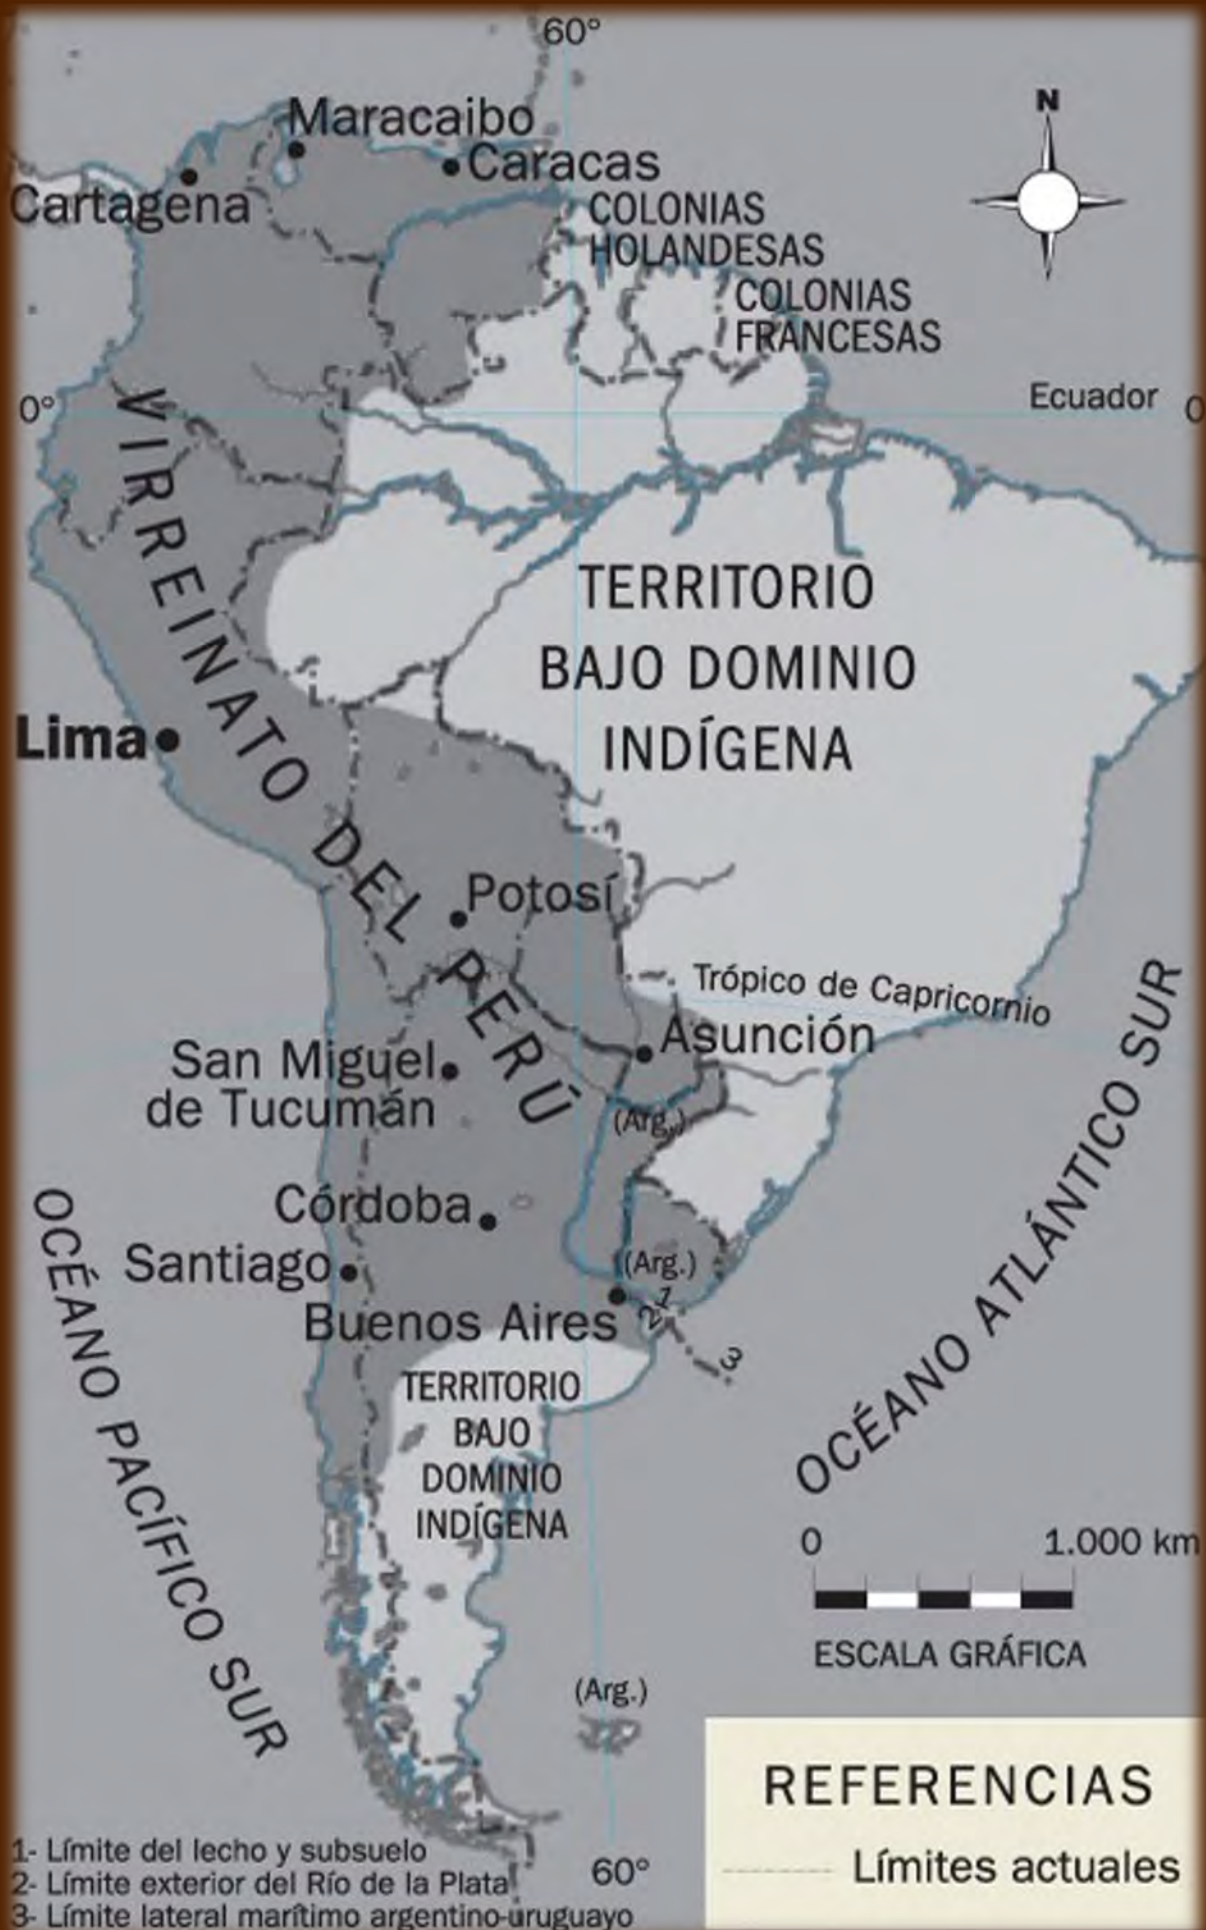 60°
N
Maracaibo
Caracas
Cartagena
COLONIAS
HOLANDESAS
COLONIAS
FRANCESAS
0°
Ecuador
0
VIRREINATO DEL PERÚ
TERRITORIO
BAJO DOMINIO
INDÍGENA
Lima
Potosí
Trópico de Capricornio
Asunción
San Miguel
de Tucumán
(Arg.)
Córdoba
Santiago
(Arg.)
Buenos Aires
1
2
3
TERRITORIO
BAJO
DOMINIO
INDÍGENA
OCÉANO PACÍFICO SUR
OCÉANO ATLÁNTICO SUR
0
1.000 km
ESCALA GRÁFICA
(Arg.)
REFERENCIAS
Límites actuales
60°
1- Límite del lecho y subsuelo
2- Límite exterior del Río de la Plata
3- Límite lateral marítimo argentino-uruguayo